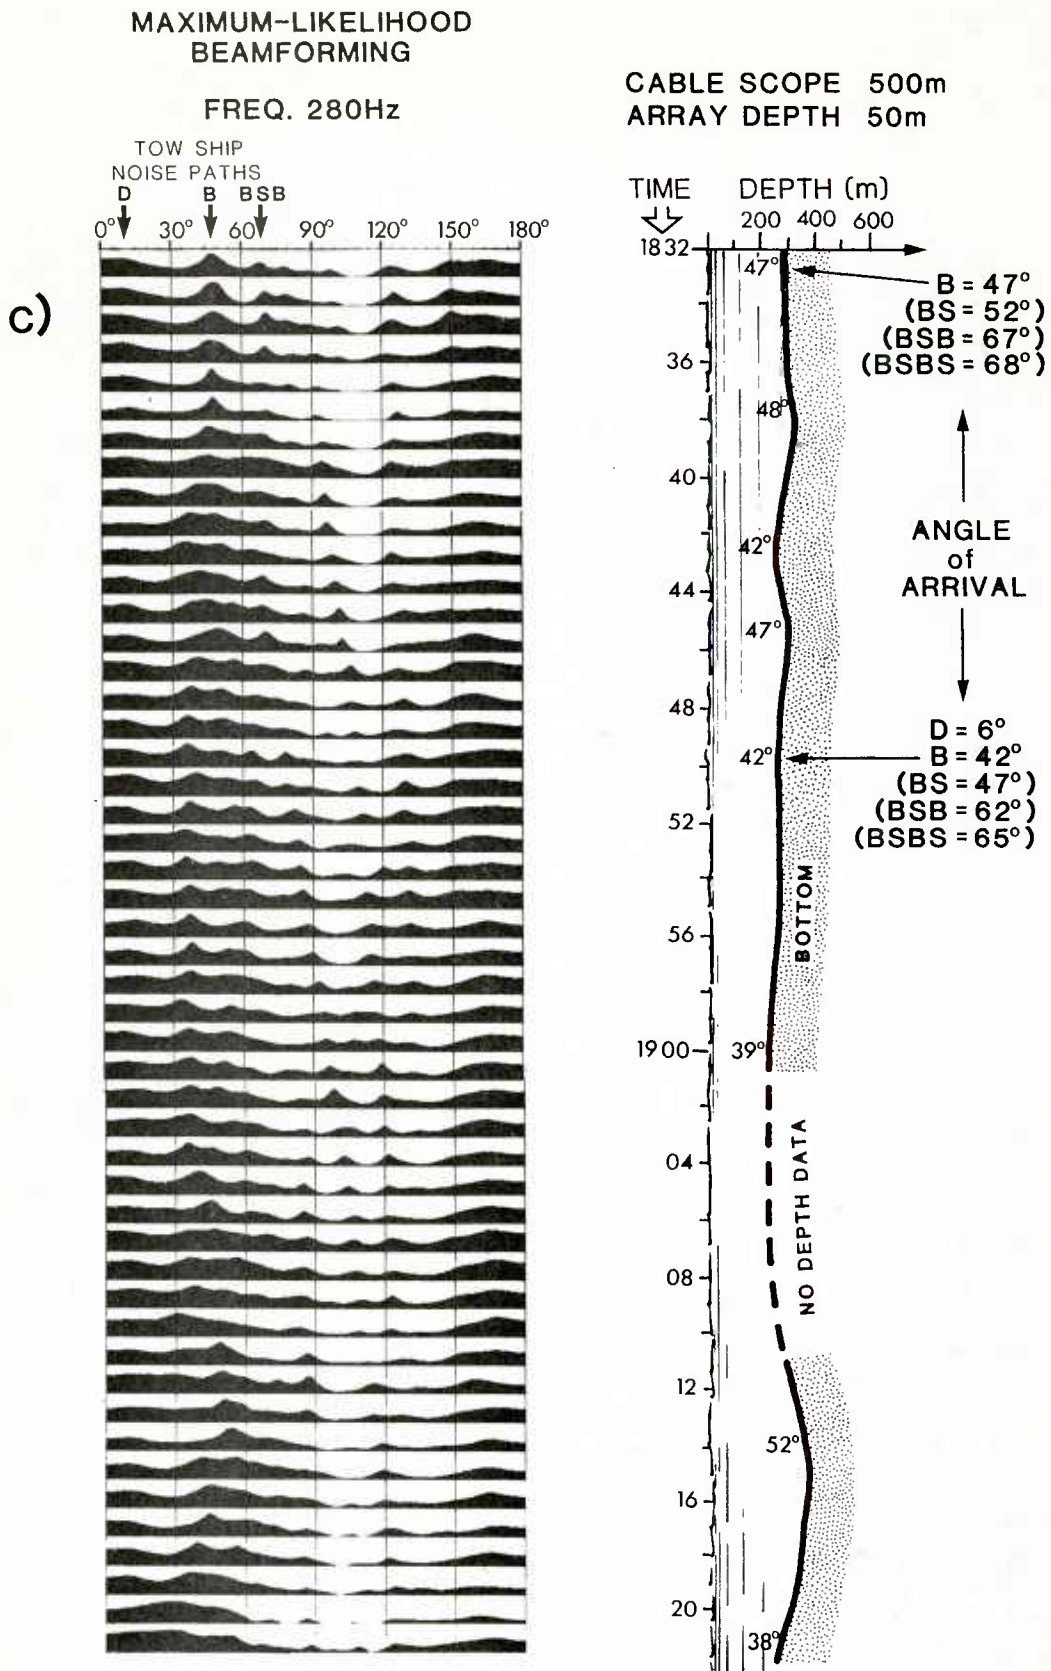 MAXIMUM-LIKELIHOOD
BEAMFORMING
FREQ. 280Hz
TOW SHIP
NOISE PATHS
D B BSB
0° 30° 60° 90° 120° 150° 180°
c)
CABLE SCOPE 500m
ARRAY DEPTH 50m
TIME DEPTH (m)
200 400 600
1832
47°
B = 47°
(BS = 52°)
(BSB = 67°)
(BSBS = 68°)
36
48°
40
ANGLE
of
ARRIVAL
42°
44
47°
48
D = 6°
42°
B = 42°
(BS = 47°)
(BSB = 62°)
(BSBS = 65°)
52
BOTTOM
56
1900
39°
NO DEPTH DATA
04
08
12
52°
16
20
38°